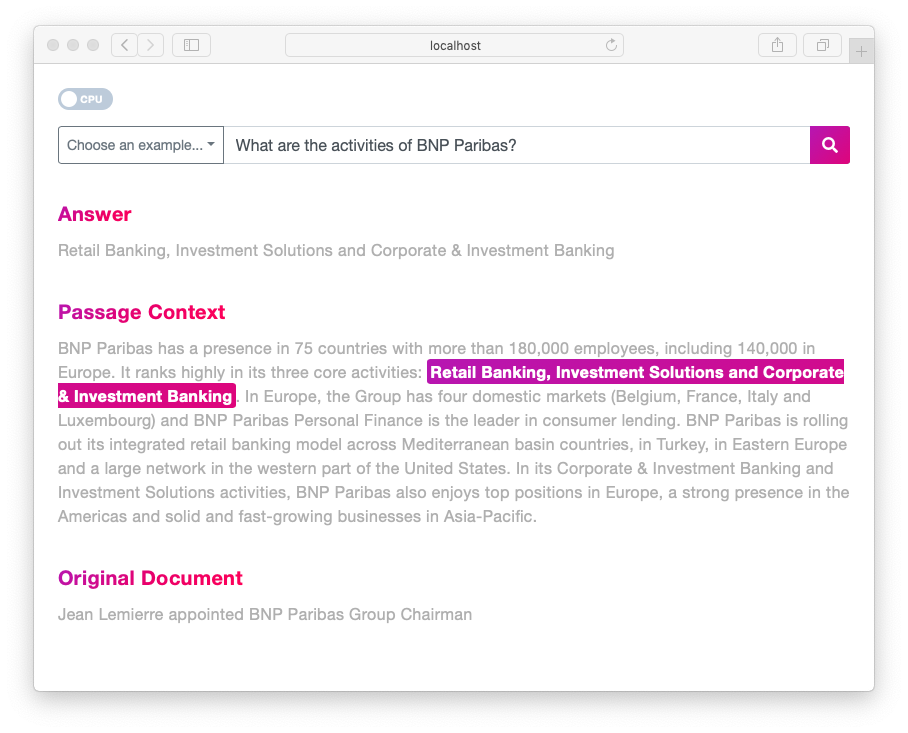 localhost
CPU
Choose an example...
What are the activities of BNP Paribas?
Answer
Retail Banking, Investment Solutions and Corporate & Investment Banking
Passage Context
BNP Paribas has a presence in 75 countries with more than 180,000 employees, including 140,000 in
Europe. It ranks highly in its three core activities: Retail Banking, Investment Solutions and Corporate
& Investment Banking. In Europe, the Group has four domestic markets (Belgium, France, Italy and
Luxembourg) and BNP Paribas Personal Finance is the leader in consumer lending. BNP Paribas is rolling
out its integrated retail banking model across Mediterranean basin countries, in Turkey, in Eastern Europe
and a large network in the western part of the United States. In its Corporate & Investment Banking and
Investment Solutions activities, BNP Paribas also enjoys top positions in Europe, a strong presence in the
Americas and solid and fast-growing businesses in Asia-Pacific.
Original Document
Jean Lemierre appointed BNP Paribas Group Chairman